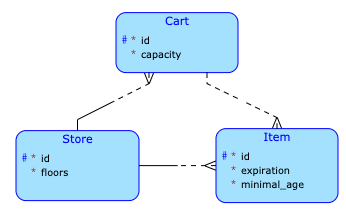 Cart
# * id
* capacity
Store
# * id
* floors
Item
# * id
* expiration
* minimal_age